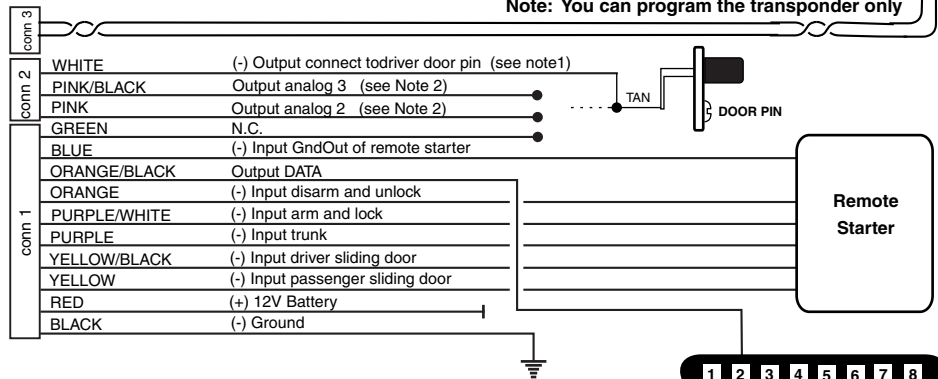 Note: You can program the transponder only
conn 3
conn 2
WHITE (-) Output connect todriver door pin (see note1)
PINK/BLACK Output analog 3 (see Note 2)
PINK Output analog 2 (see Note 2)
TAN
DOOR PIN
conn 1
GREEN N.C.
BLUE (-) Input GndOut of remote starter
ORANGE/BLACK Output DATA
ORANGE (-) Input disarm and unlock
PURPLE/WHITE (-) Input arm and lock
PURPLE (-) Input trunk
YELLOW/BLACK (-) Input driver sliding door
YELLOW (-) Input passenger sliding door
RED (+) 12V Battery
BLACK (-) Ground
Remote
Starter
1 2 3 4 5 6 7 8